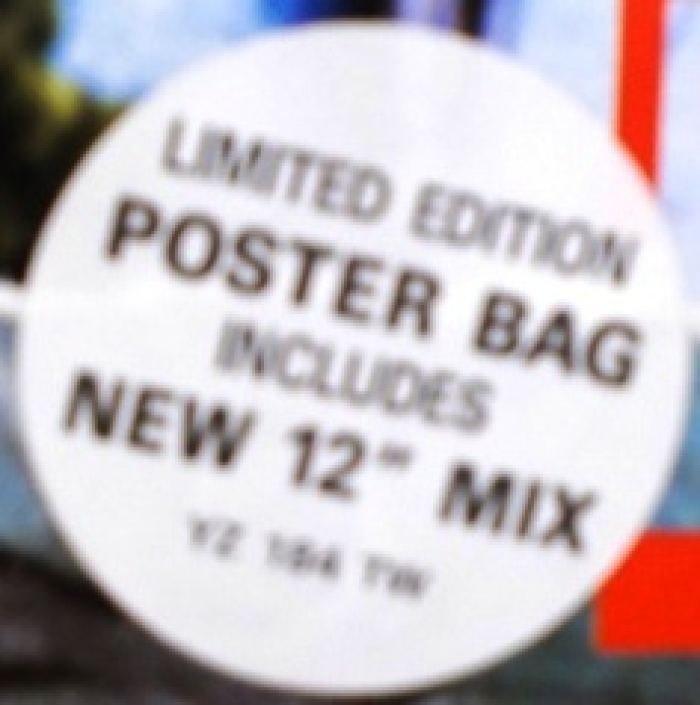 LIMITED EDITION
POSTER BAG
INCLUDES
NEW 12" MIX
YZ 184 TW